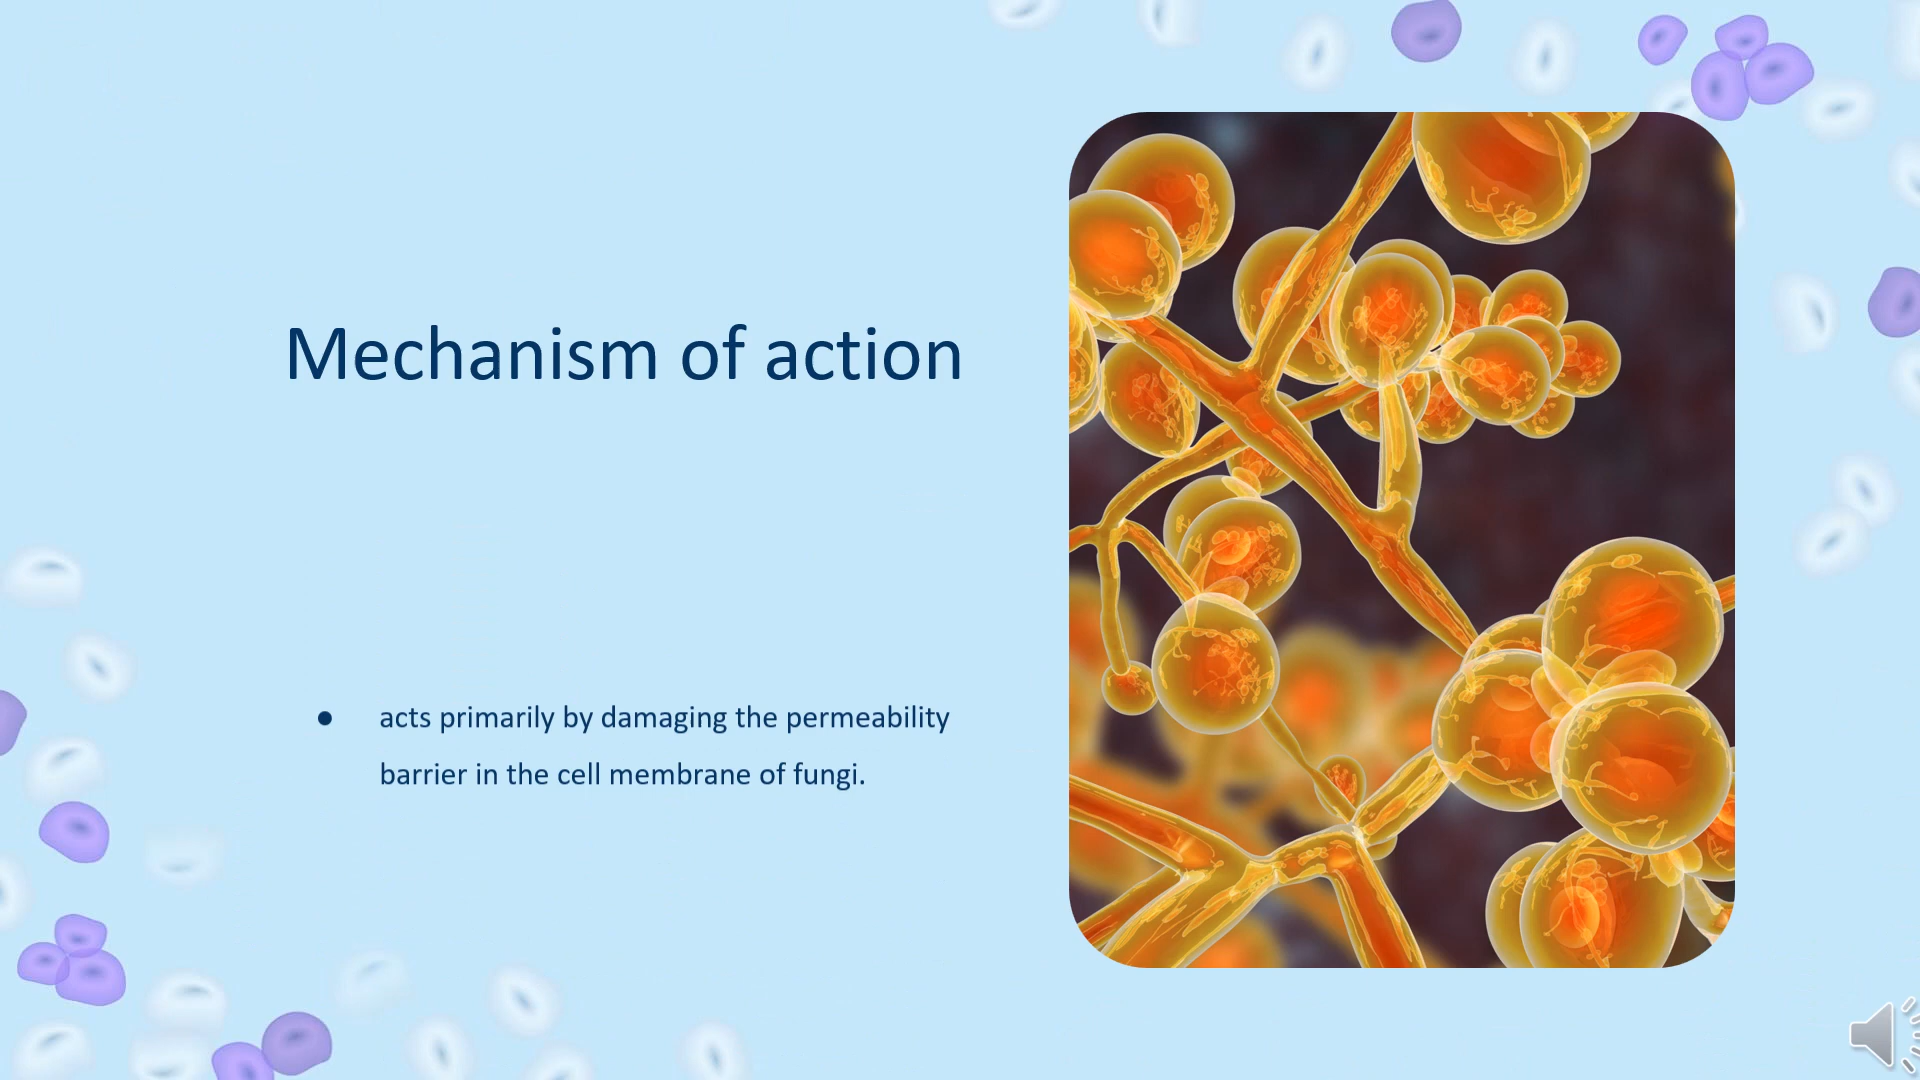 Mechanism of action
● acts primarily by damaging the permeability
barrier in the cell membrane of fungi.